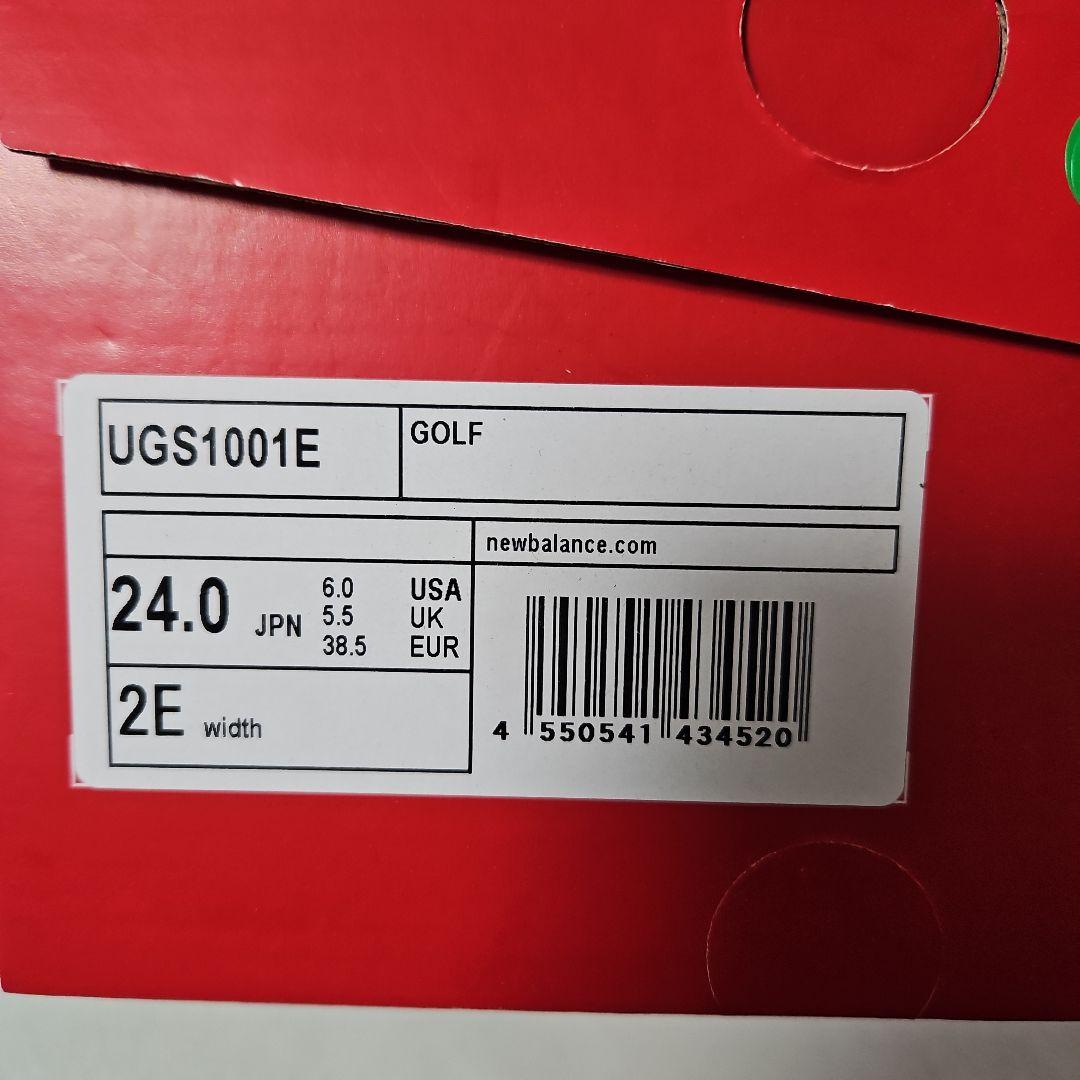 UGS1001E
GOLF
newbalance.com
24.0 JPN
6.0 USA
5.5 UK
38.5 EUR
2E width
4 550541 434520